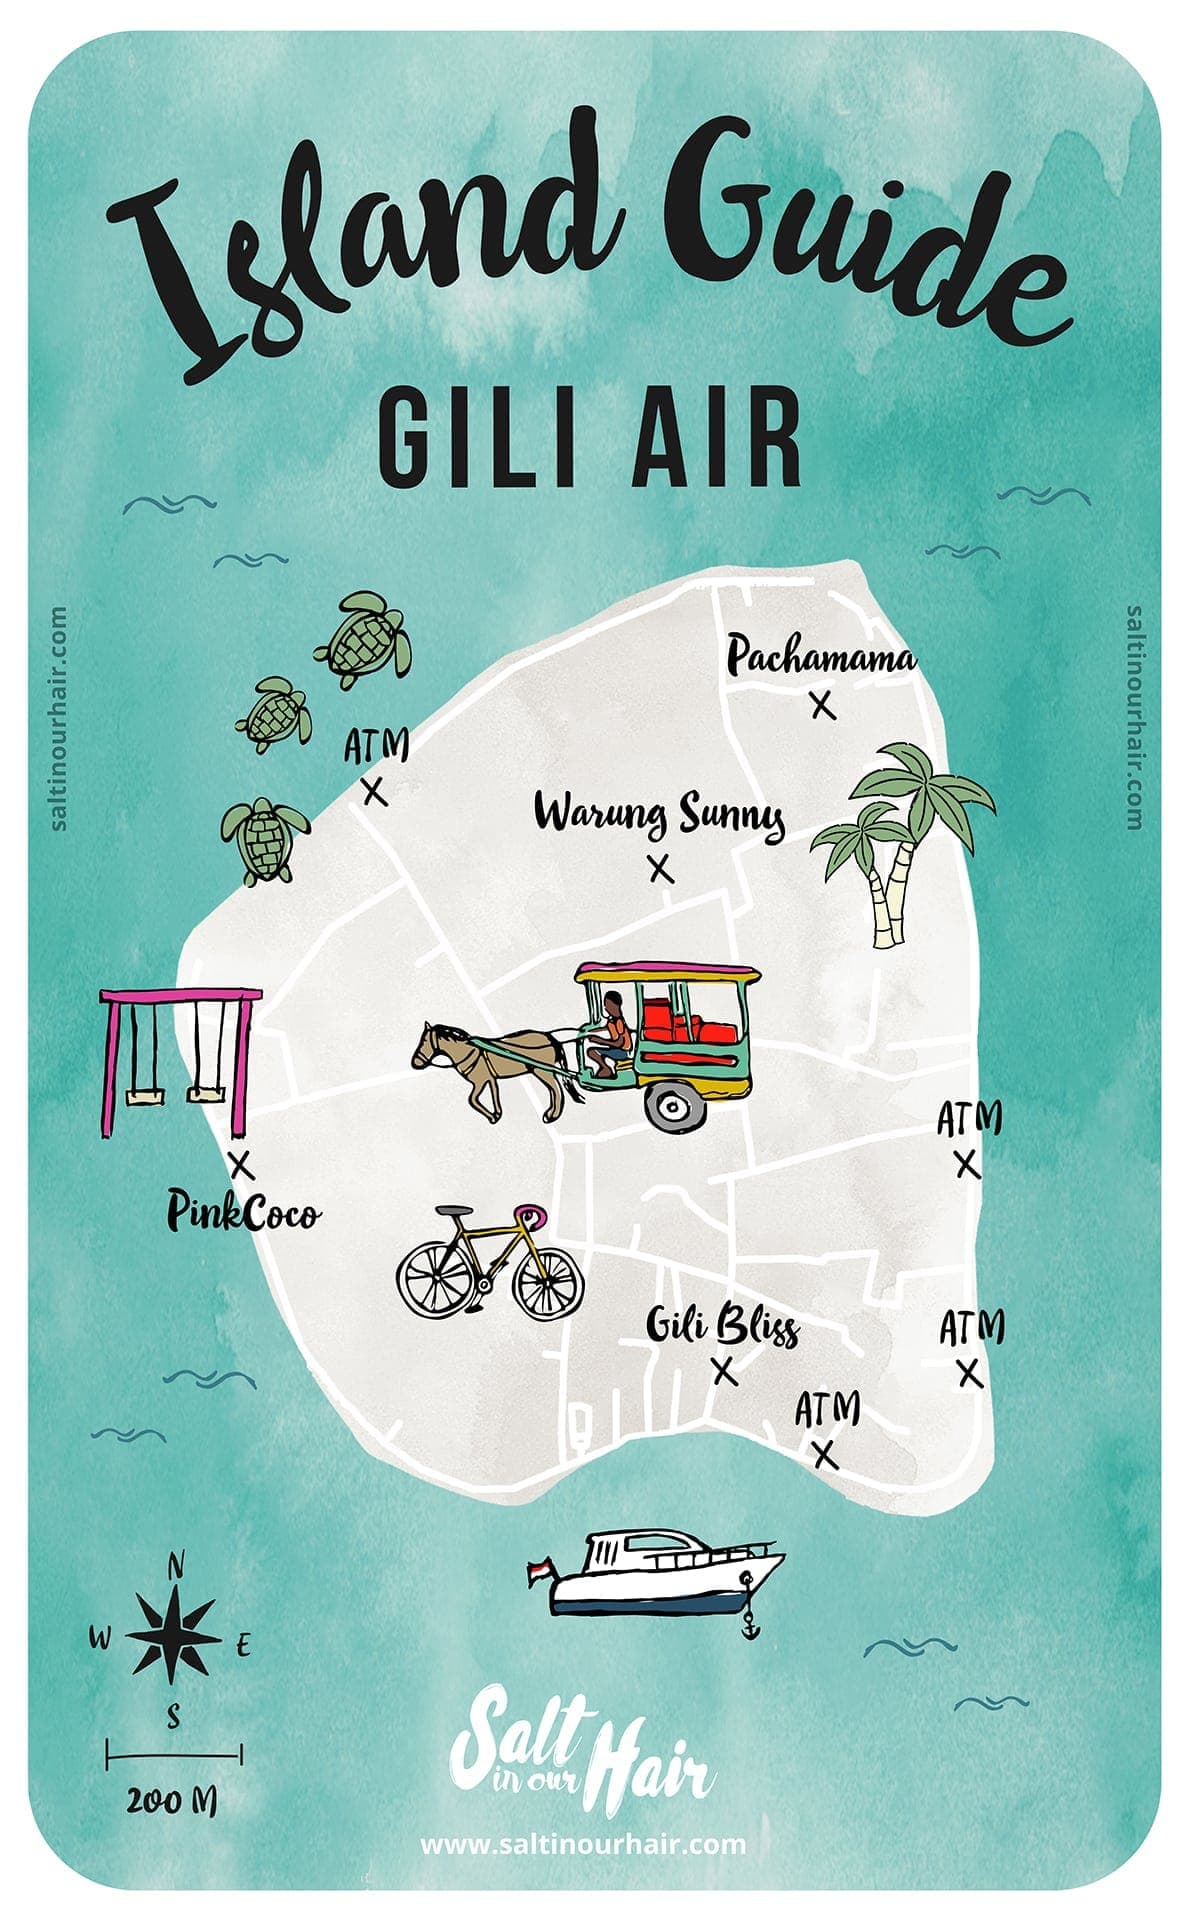 Island Guide
GILI AIR
saltinourhair.com
saltinourhair.com
Pachamama
X
ATM
X
Warung Sunny
X
ATM
X
X
PinkCoco
Gili Bliss
X
ATM
X
ATM
X
N
W
E
S
200 M
Salt
in our Hair
www.saltinourhair.com